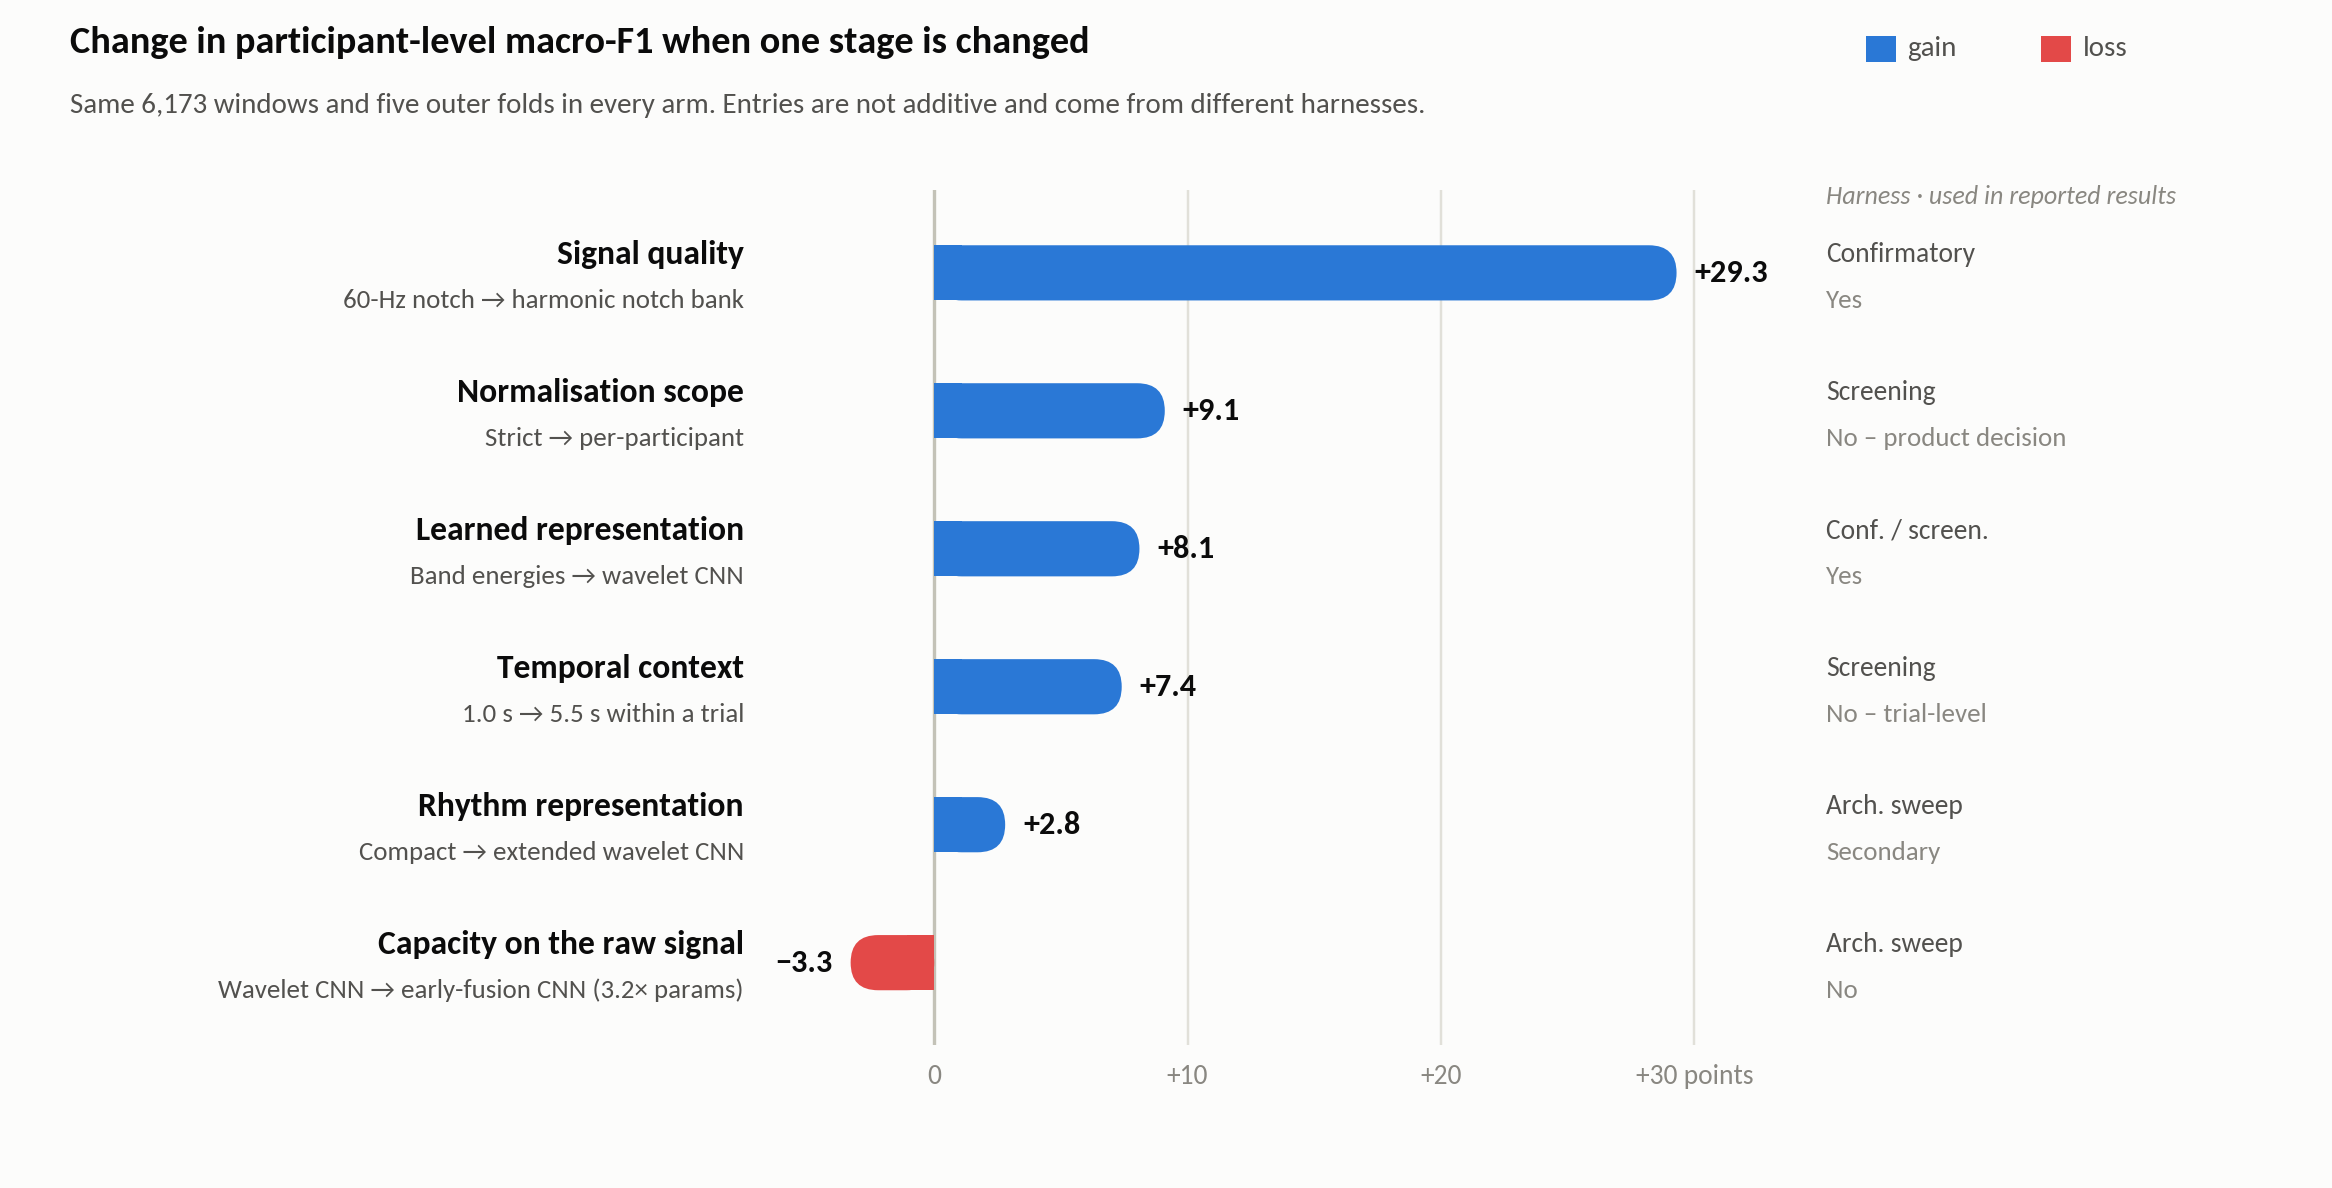 Change in participant-level macro-F1 when one stage is changed
gain
loss
Same 6,173 windows and five outer folds in every arm. Entries are not additive and come from different harnesses.
Harness · used in reported results
Signal quality
60-Hz notch → harmonic notch bank
+29.3
Confirmatory
Yes
Normalisation scope
Strict → per-participant
+9.1
Screening
No – product decision
Learned representation
Band energies → wavelet CNN
+8.1
Conf. / screen.
Yes
Temporal context
1.0 s → 5.5 s within a trial
+7.4
Screening
No – trial-level
Rhythm representation
Compact → extended wavelet CNN
+2.8
Arch. sweep
Secondary
Capacity on the raw signal
Wavelet CNN → early-fusion CNN (3.2× params)
−3.3
Arch. sweep
No
0
+10
+20
+30 points